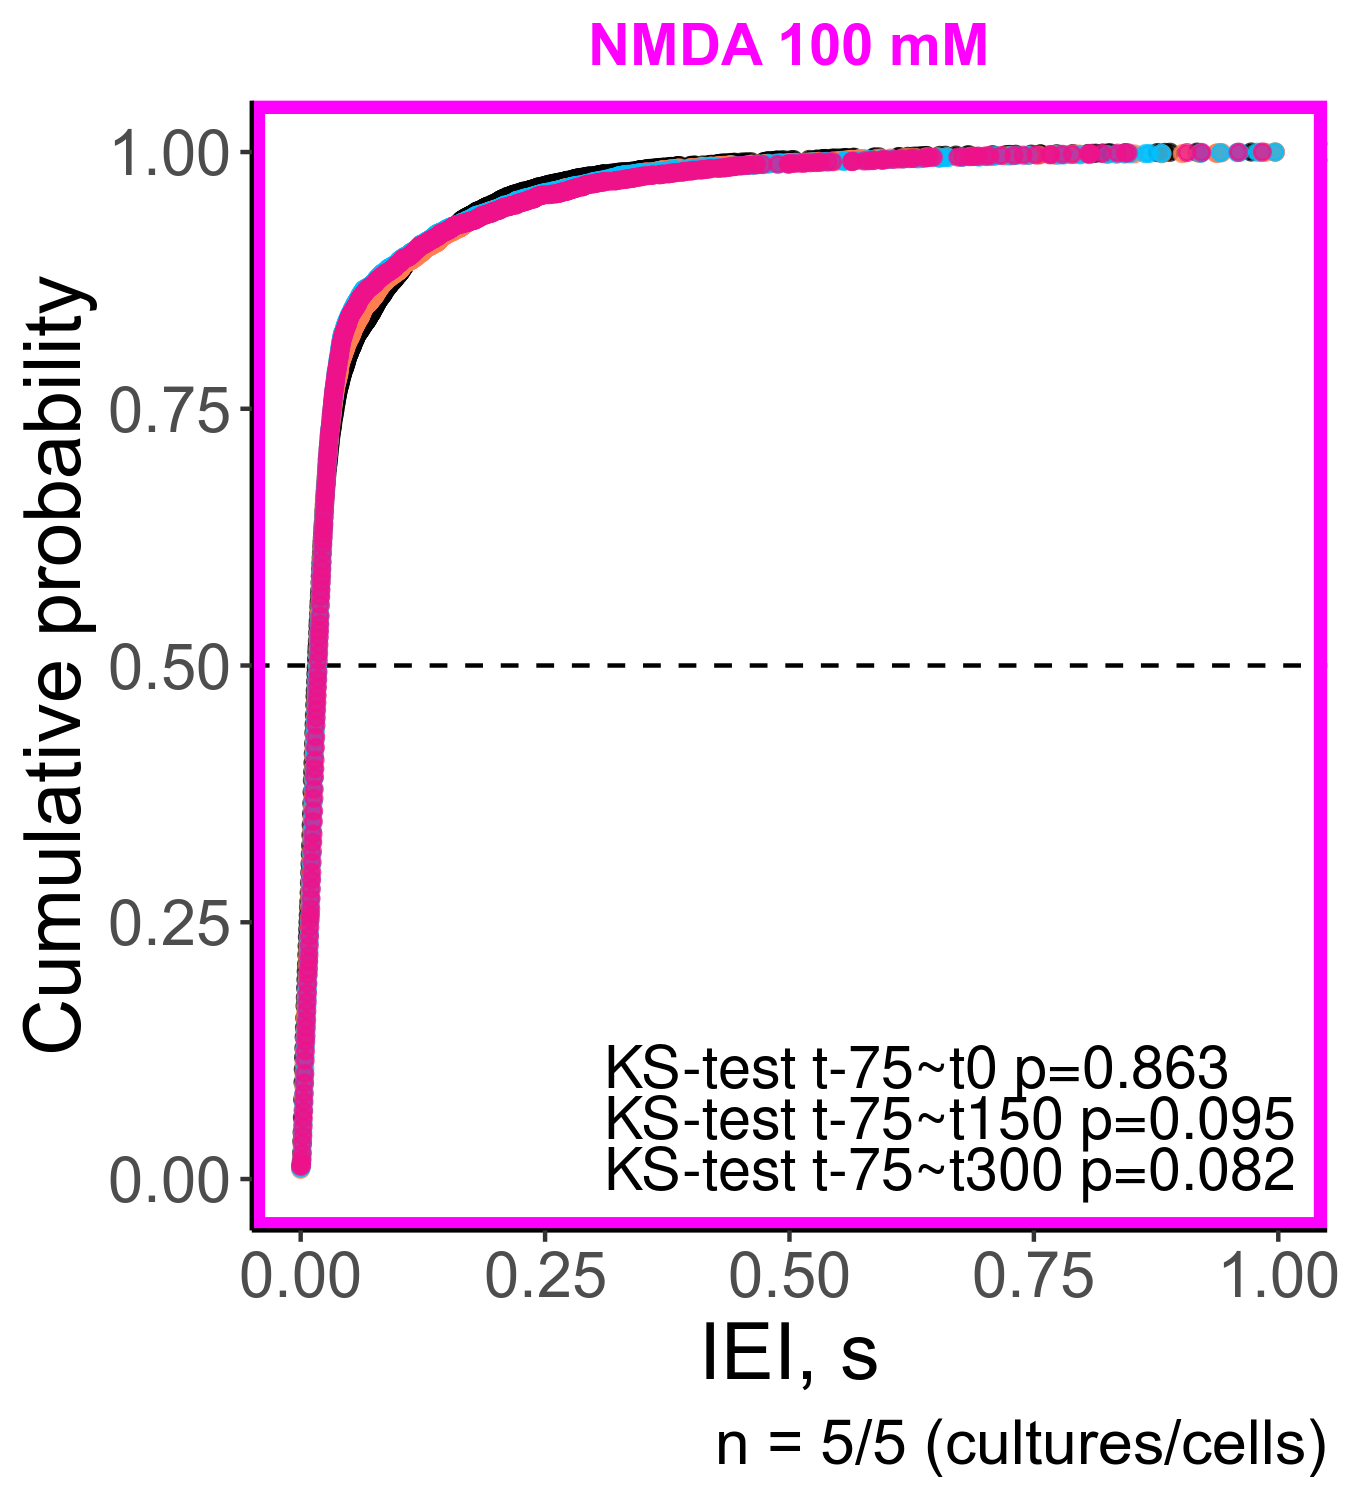 NMDA 100 mM
Cumulative probability
1.00
0.75
0.50
0.25
0.00
KS-test t-75~t0 p=0.863
KS-test t-75~t150 p=0.095
KS-test t-75~t300 p=0.082
0.00 0.25 0.50 0.75 1.00
IEI, s
n = 5/5 (cultures/cells)